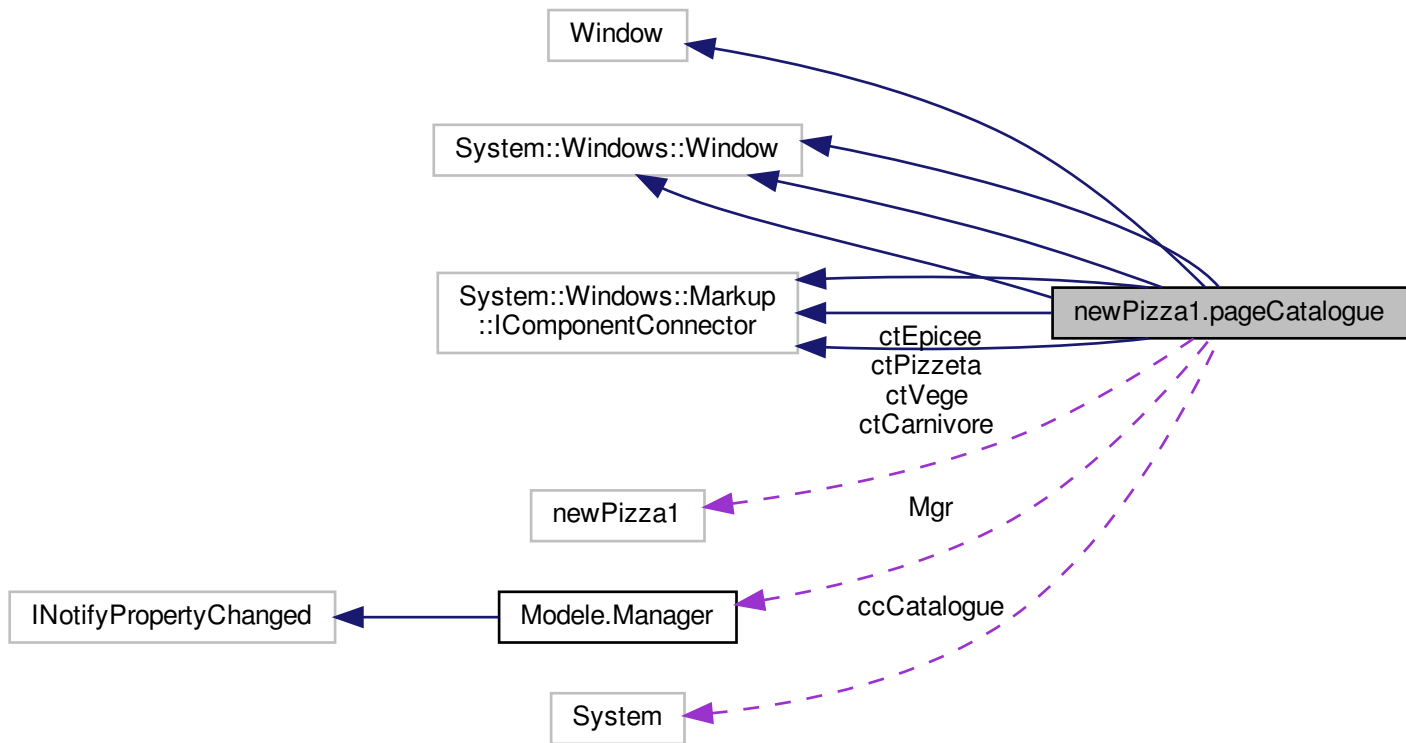 Window
System::Windows::Window
System::Windows::Markup
::IComponentConnector
newPizza1.pageCatalogue
ctEpicee
ctPizzeta
ctVege
ctCarnivore
newPizza1
Mgr
INotifyPropertyChanged
Modele.Manager
ccCatalogue
System